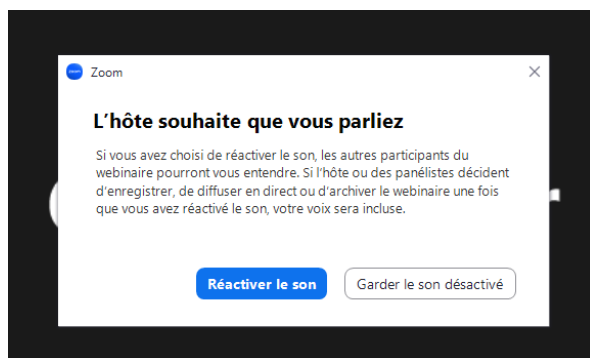 Zoom
L'hôte souhaite que vous parliez
Si vous avez choisi de réactiver le son, les autres participants du
webinaire pourront vous entendre. Si l'hôte ou des panélistes décident
d'enregistrer, de diffuser en direct ou d'archiver le webinaire une fois
que vous avez réactivé le son, votre voix sera incluse.
Réactiver le son
Garder le son désactivé